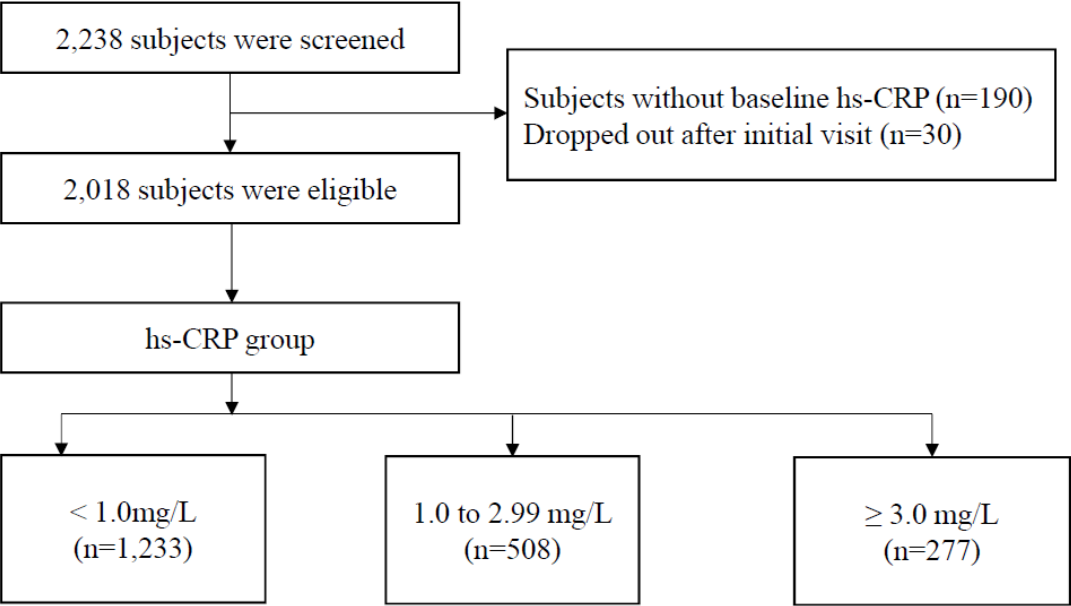 2,238 subjects were screened
Subjects without baseline hs-CRP (n=190)
Dropped out after initial visit (n=30)
2,018 subjects were eligible
hs-CRP group
< 1.0mg/L
(n=1,233)
1.0 to 2.99 mg/L
(n=508)
≥ 3.0 mg/L
(n=277)